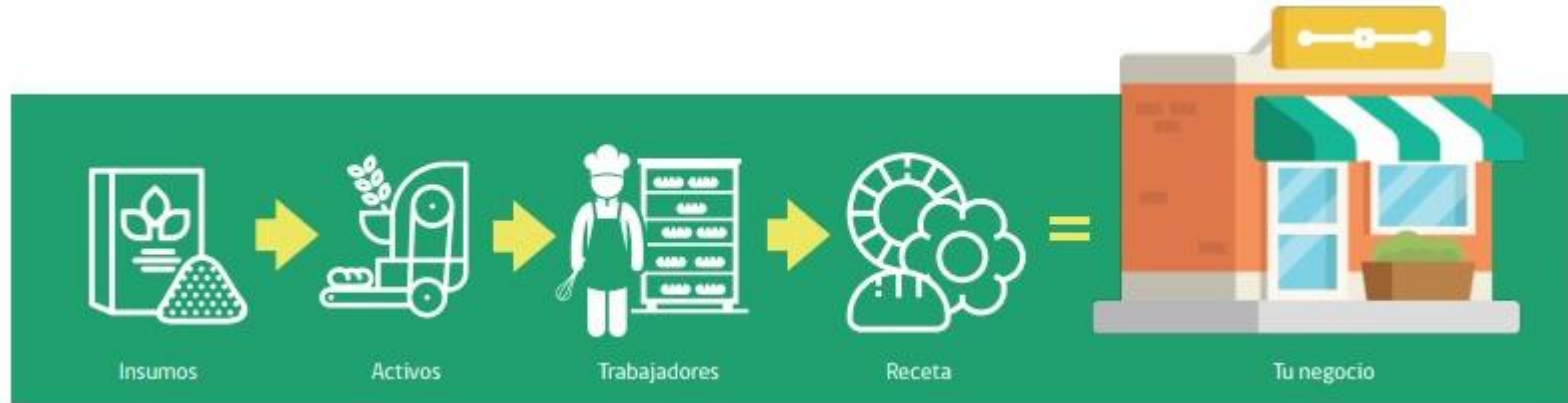 Insumos
Activos
Trabajadores
Receta
=
Tu negocio